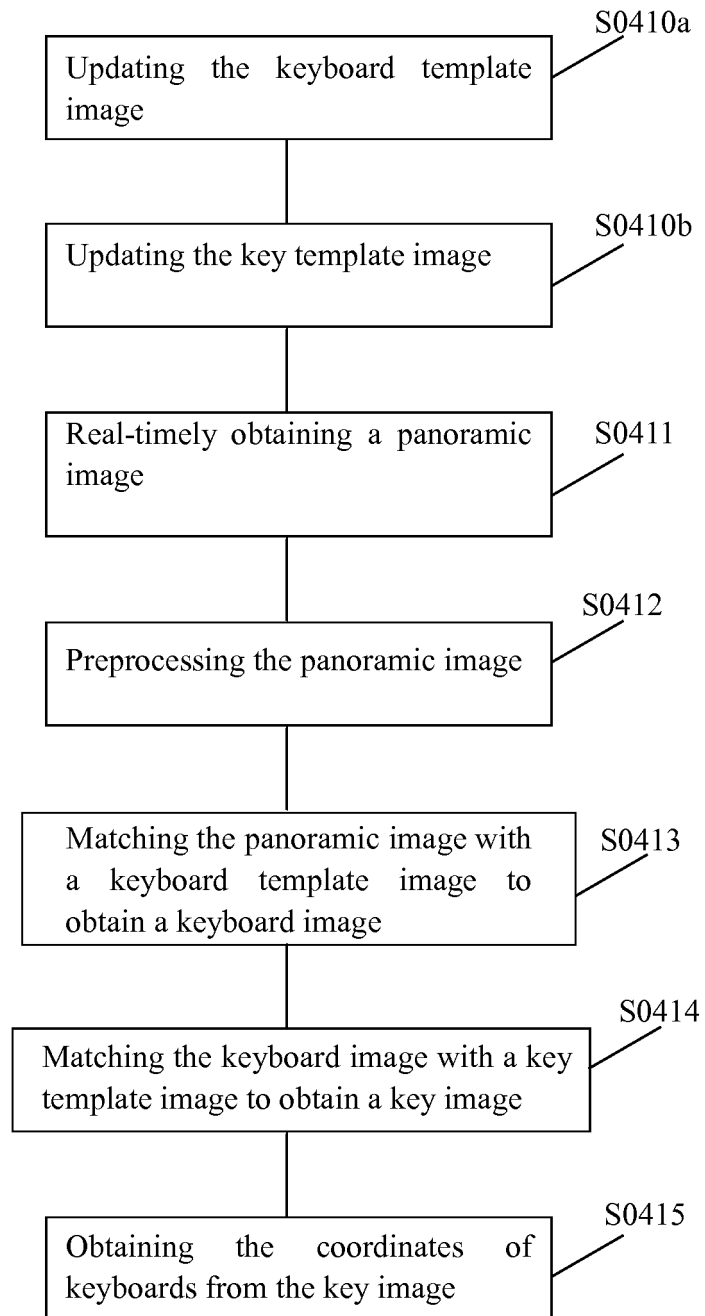 S0410a
Updating the keyboard template
image
S0410b
Updating the key template image
Real-timely obtaining a panoramic
image
S0411
S0412
Preprocessing the panoramic image
Matching the panoramic image with
a keyboard template image to
obtain a keyboard image
S0413
S0414
Matching the keyboard image with a key
template image to obtain a key image
S0415
Obtaining the coordinates of
keyboards from the key image